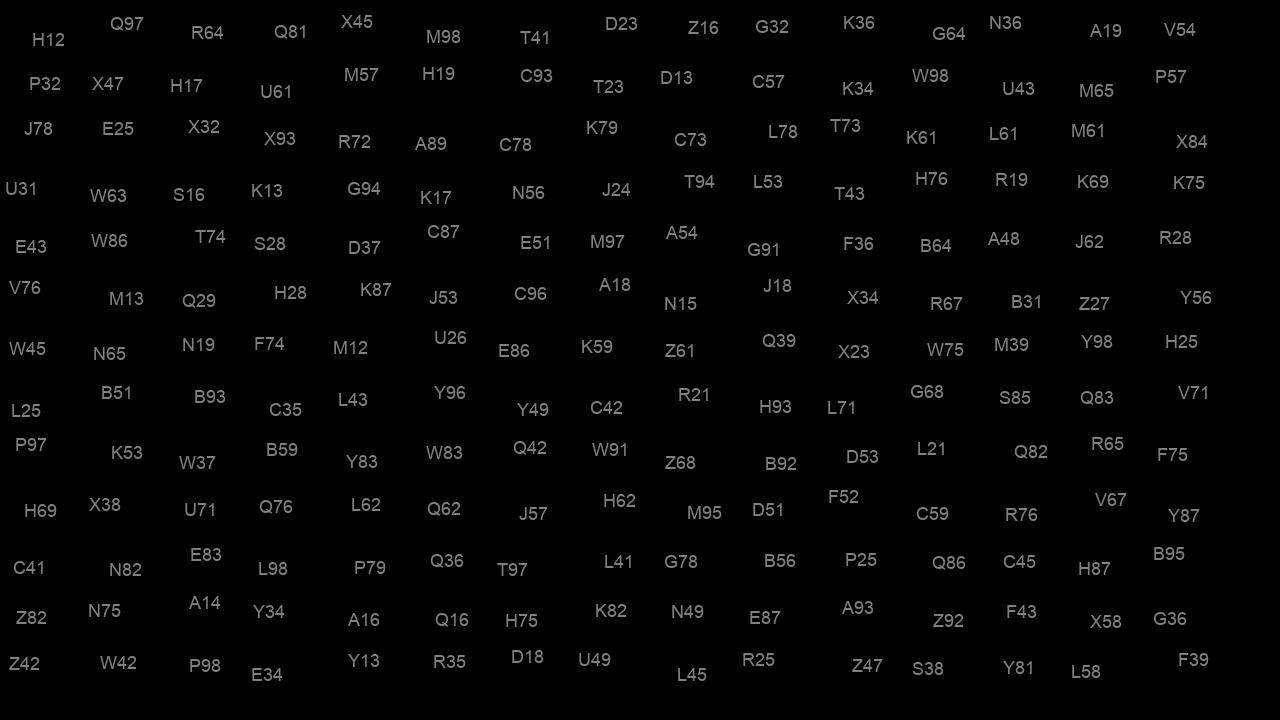 H12 Q97 R64 Q81 X45 M98 T41 D23 Z16 G32 K36 G64 N36 A19 V54
P32 X47 H17 U61 M57 H19 C93 T23 D13 C57 K34 W98 U43 M65 P57
J78 E25 X32 X93 R72 A89 C78 K79 C73 L78 T73 K61 L61 M61 X84
U31 W63 S16 K13 G94 K17 N56 J24 T94 L53 T43 H76 R19 K69 K75
E43 W86 T74 S28 D37 C87 E51 M97 A54 G91 F36 B64 A48 J62 R28
V76 M13 Q29 H28 K87 J53 C96 A18 N15 J18 X34 R67 B31 Z27 Y56
W45 N65 N19 F74 M12 U26 E86 K59 Z61 Q39 X23 W75 M39 Y98 H25
L25 B51 B93 C35 L43 Y96 Y49 C42 R21 H93 L71 G68 S85 Q83 V71
P97 K53 W37 B59 Y83 W83 Q42 W91 Z68 B92 D53 L21 Q82 R65 F75
H69 X38 U71 Q76 L62 Q62 J57 H62 M95 D51 F52 C59 R76 V67 Y87
C41 N82 E83 L98 P79 Q36 T97 L41 G78 B56 P25 Q86 C45 H87 B95
Z82 N75 A14 Y34 A16 Q16 H75 K82 N49 E87 A93 Z92 F43 X58 G36
Z42 W42 P98 E34 Y13 R35 D18 U49 L45 R25 Z47 S38 Y81 L58 F39